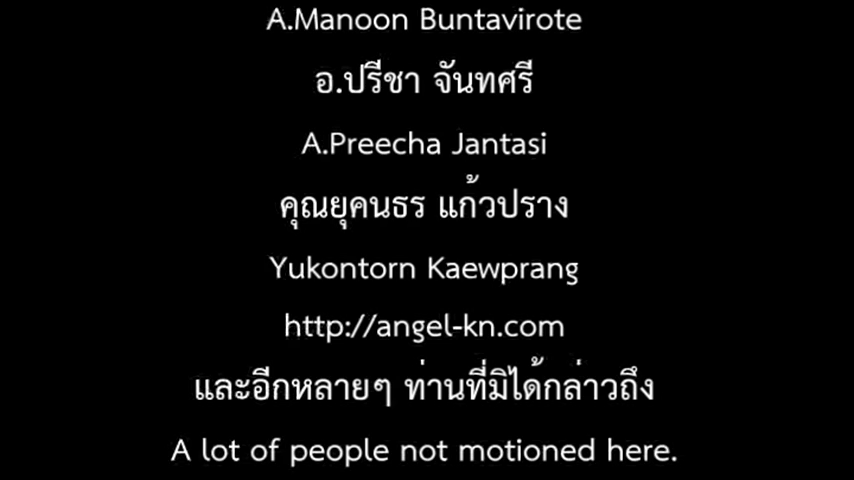 A.Manoon Buntavirote
อ.ปรีชา จันทศรี
A.Preecha Jantasi
คุณยุคนธร แก้วปราง
Yukontorn Kaewprang
http://angel-kn.com
และอีกหลายๆ ท่านที่มิได้กล่าวถึง
A lot of people not motioned here.